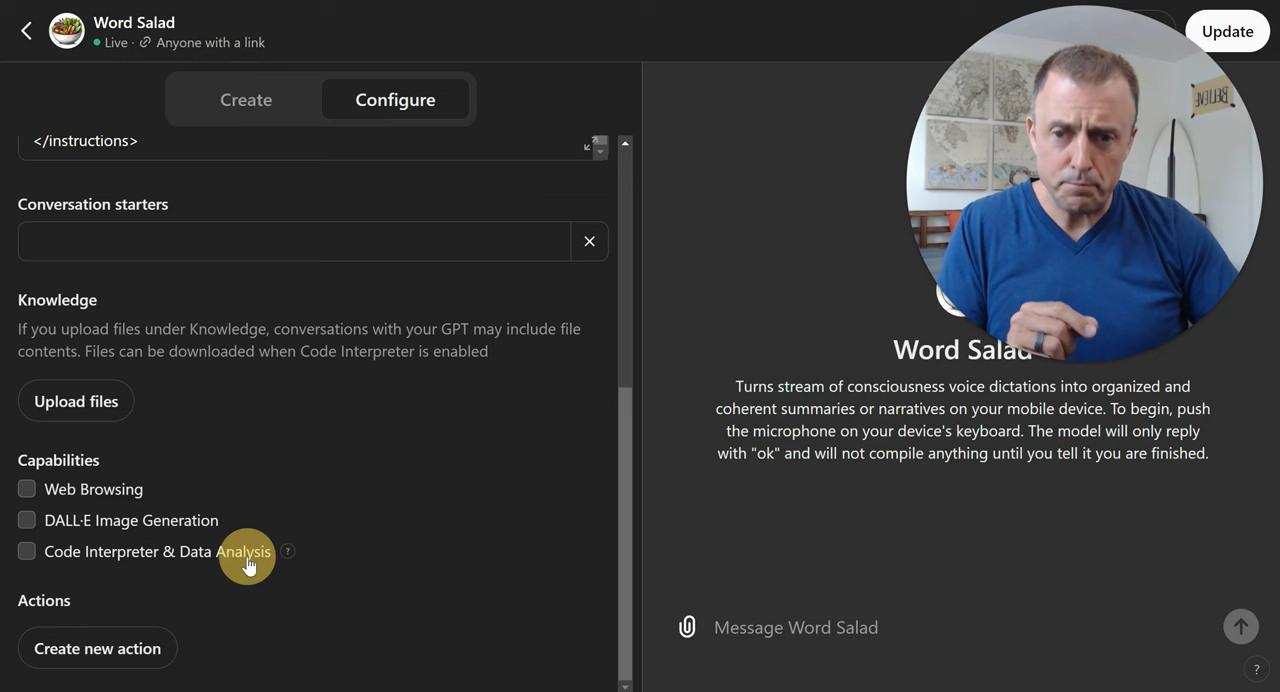 Word Salad
Live · Anyone with a link
Update
Create
Configure
</instructions>
Conversation starters
Knowledge
If you upload files under Knowledge, conversations with your GPT may include file
contents. Files can be downloaded when Code Interpreter is enabled
Upload files
Capabilities
Web Browsing
DALL·E Image Generation
Code Interpreter & Data Analysis ?
Actions
Create new action
BELIEVE
Word Salad
Turns stream of consciousness voice dictations into organized and
coherent summaries or narratives on your mobile device. To begin, push
the microphone on your device's keyboard. The model will only reply
with "ok" and will not compile anything until you tell it you are finished.
Message Word Salad
?